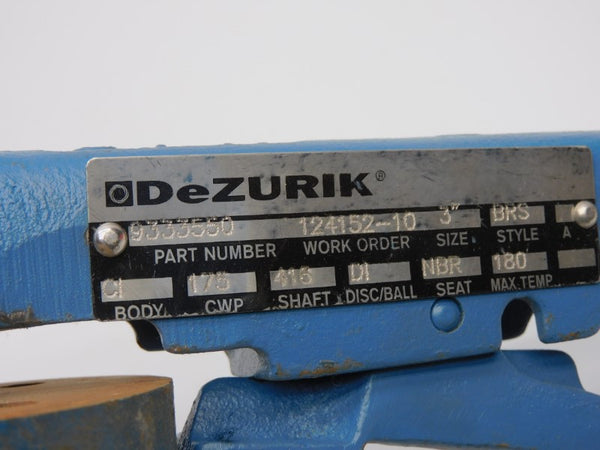 DeZURIK®
9333550 124152-10 3" BRS
PART NUMBER WORK ORDER SIZE STYLE A
CI 175 416 DI NBR 180
BODY CWP SHAFT DISC/BALL SEAT MAX.TEMP